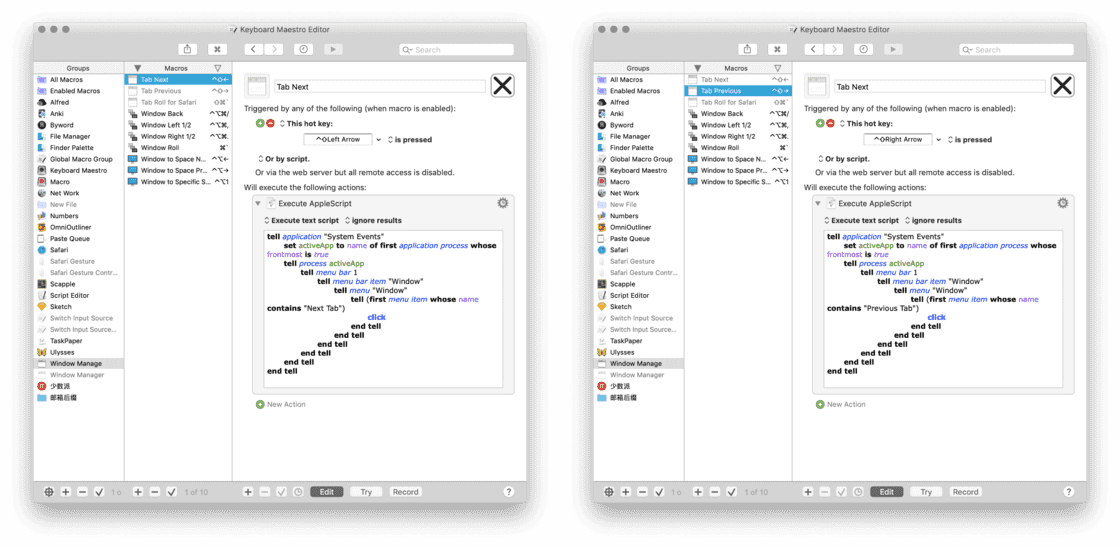 Keyboard Maestro Editor
Search
Groups
Macros
All Macros
Enabled Macros
Alfred
Anki
Byword
File Manager
Finder Palette
Global Macro Group
Keyboard Maestro
Macro
Net Work
New File
Numbers
OmniOutliner
Paste Queue
Safari
Safari Gesture
Safari Gesture Contr...
Scapple
Script Editor
Sketch
Switch Input Source
Switch Input Source...
TaskPaper
Ulysses
Window Manage
Window Manager
少数派
邮箱后缀
Tab Next ^⇧←
Tab Previous ^⇧→
Tab Roll for Safari ⇧⌘`
Window Back ^⌥⌘/
Window Left 1/2 ^⌥⌘,
Window Right 1/2 ^⌥⌘.
Window Roll ⌘`
Window to Space N... ^⌥←
Window to Space Pr... ^⌥→
Window to Specific S... ^⌥1
Tab Next
Triggered by any of the following (when macro is enabled):
This hot key:
^⇧Left Arrow is pressed
Or by script.
Or via the web server but all remote access is disabled.
Will execute the following actions:
Execute AppleScript
Execute text script ignore results
tell application "System Events"
set activeApp to name of first application process whose
frontmost is true
tell process activeApp
tell menu bar 1
tell menu bar item "Window"
tell menu "Window"
tell (first menu item whose name
contains "Next Tab")
click
end tell
end tell
end tell
end tell
end tell
end tell
New Action
1 o
1 of 10
Edit Try Record ?
Keyboard Maestro Editor
Search
Groups
Macros
All Macros
Enabled Macros
Alfred
Anki
Byword
File Manager
Finder Palette
Global Macro Group
Keyboard Maestro
Macro
Net Work
New File
Numbers
OmniOutliner
Paste Queue
Safari
Safari Gesture
Safari Gesture Contr...
Scapple
Script Editor
Sketch
Switch Input Source
Switch Input Source...
TaskPaper
Ulysses
Window Manage
Window Manager
少数派
邮箱后缀
Tab Next ^⇧←
Tab Previous ^⇧→
Tab Roll for Safari ⇧⌘`
Window Back ^⌥⌘/
Window Left 1/2 ^⌥⌘,
Window Right 1/2 ^⌥⌘.
Window Roll ⌘`
Window to Space N... ^⌥←
Window to Space Pr... ^⌥→
Window to Specific S... ^⌥1
Tab Next
Triggered by any of the following (when macro is enabled):
This hot key:
^⇧Right Arrow is pressed
Or by script.
Or via the web server but all remote access is disabled.
Will execute the following actions:
Execute AppleScript
Execute text script ignore results
tell application "System Events"
set activeApp to name of first application process whose
frontmost is true
tell process activeApp
tell menu bar 1
tell menu bar item "Window"
tell menu "Window"
tell (first menu item whose name
contains "Previous Tab")
click
end tell
end tell
end tell
end tell
end tell
end tell
New Action
1 o
1 of 10
Edit Try Record ?